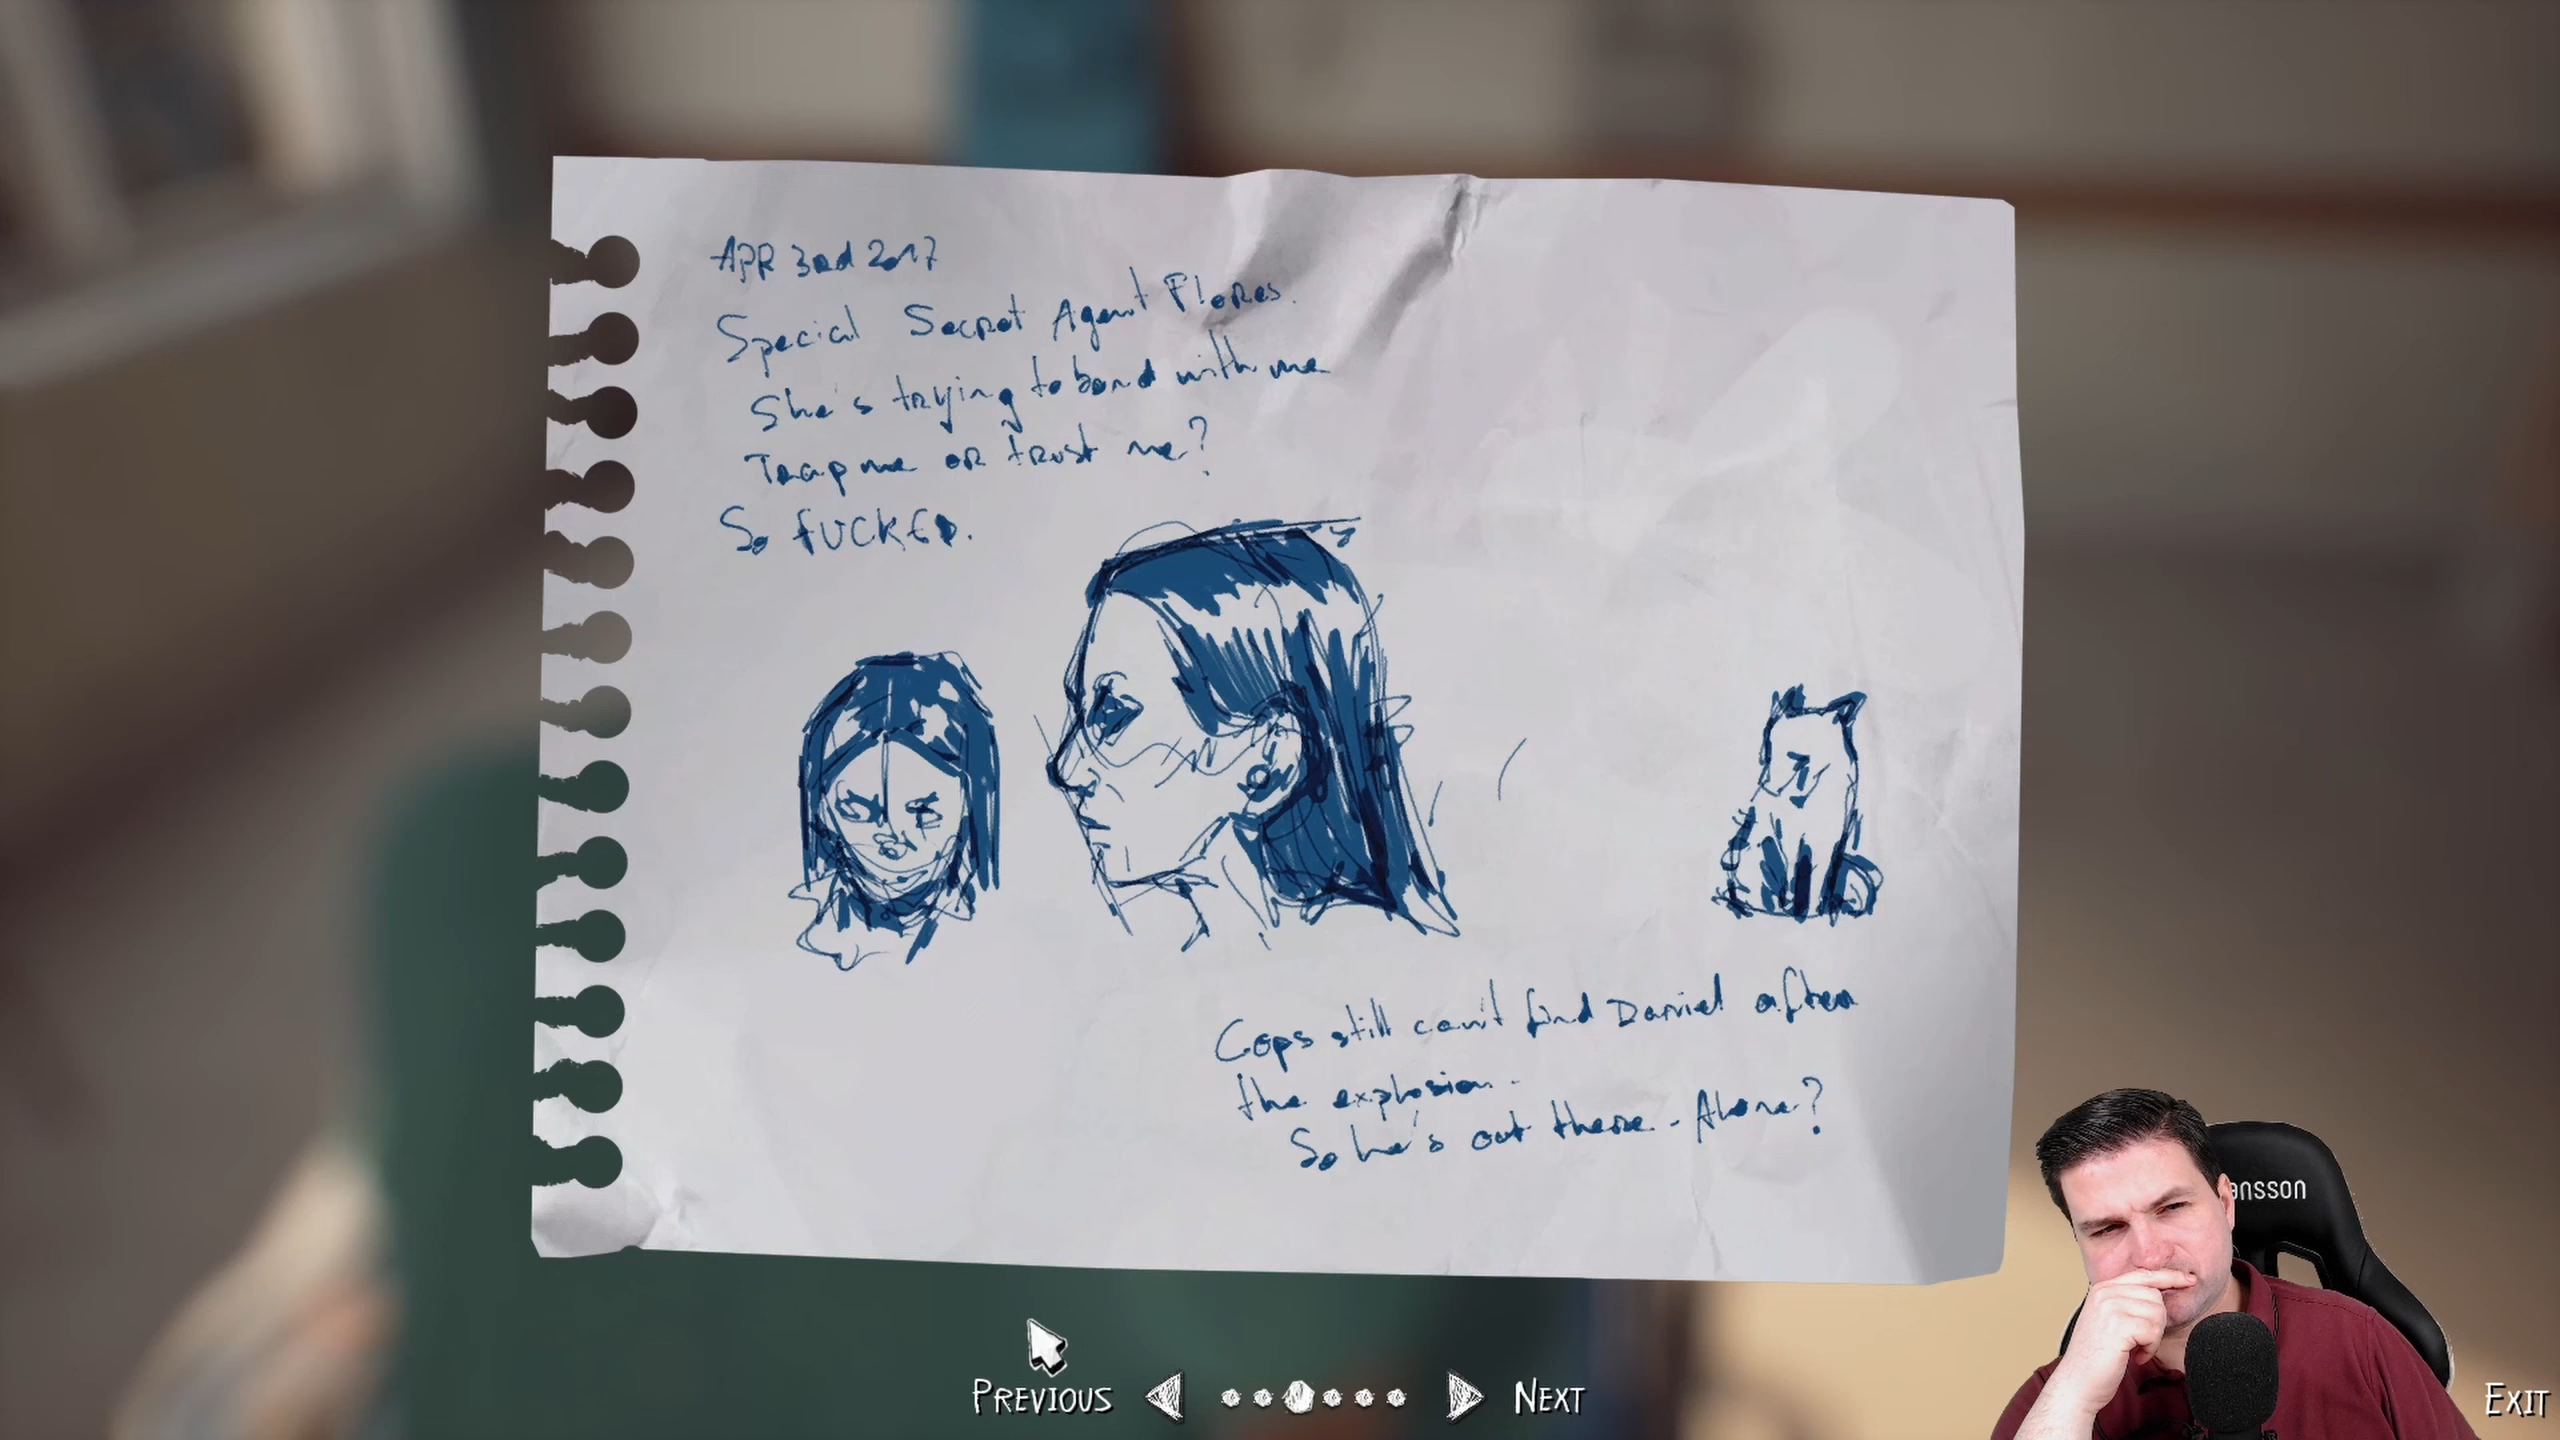 APR 3rd 2017
Special Secret Agent Flores.
She's trying to bond with me
Trap me or trust me?
So FUCKED.
Cops still can't find Daniel after
the explosion -
So he's out there - Alone?
ansson
PREVIOUS
NEXT
EXIT